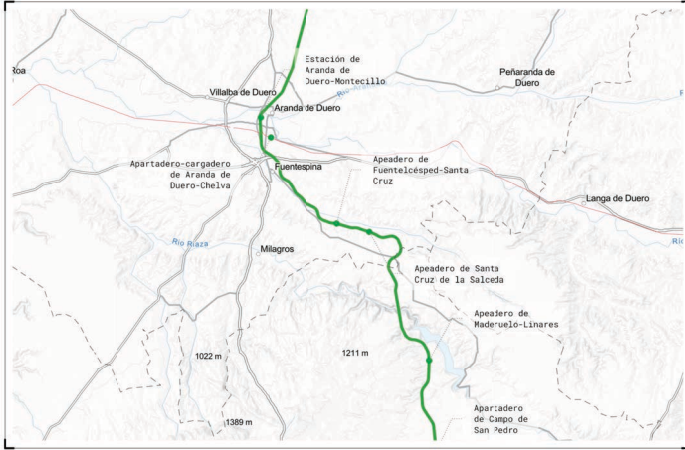 Estación de
Aranda de
Duero-Montecillo
Roa
Peñaranda de
Duero
Villalba de Duero
Aranda de Duero
Apartadero-cargadero
de Aranda de
Duero-Chelva
Fuentespina
Apeadero de
Fuentelcésped-Santa
Cruz
Langa de Duero
Río Riaza
Milagros
Río
Apeadero de Santa
Cruz de la Salceda
Apeadero de
Maderuelo-Linares
1022 m
1211 m
1389 m
Apartadero
de Campo de
San Pedro